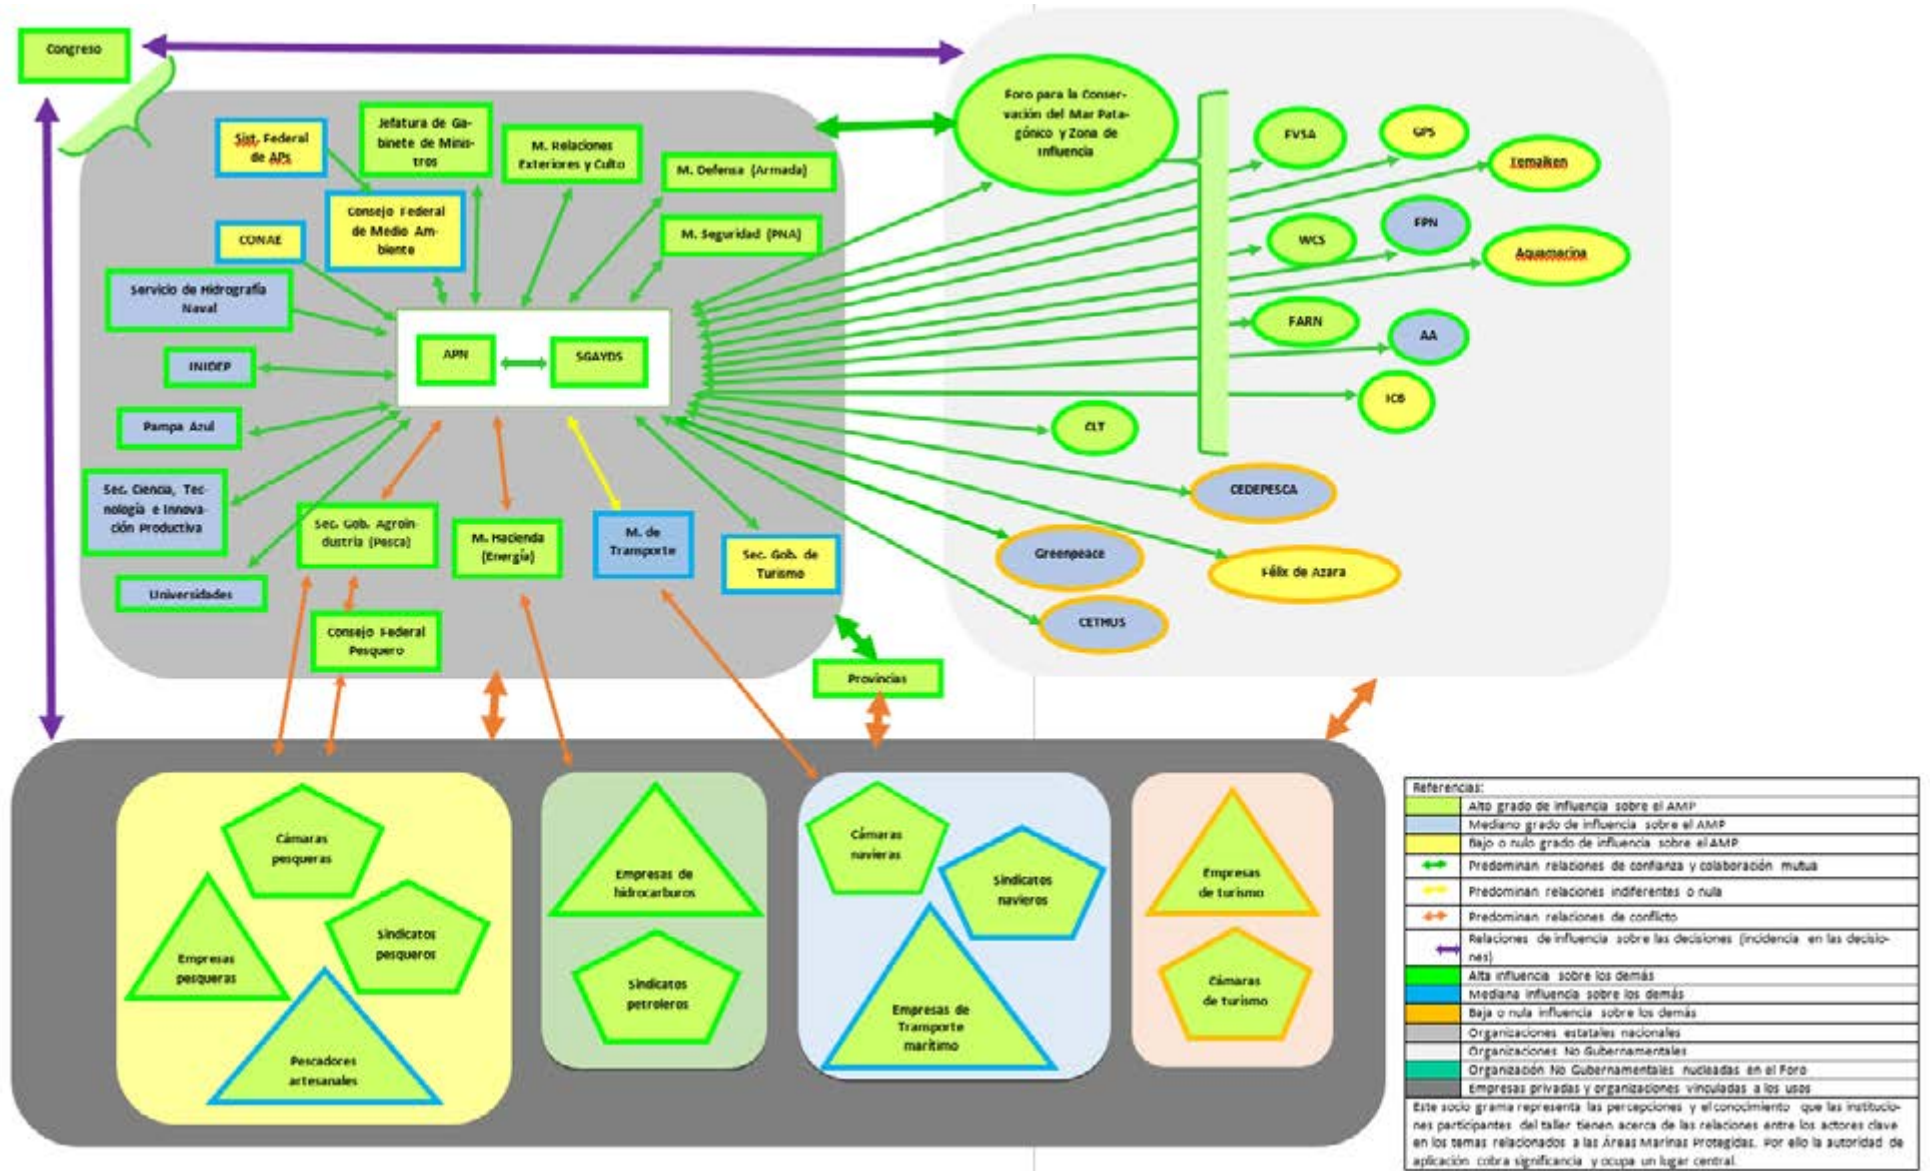 Congreso
Foro para la Conser-
vación del Mar Pata-
gónico y Zona de
Influencia
Sist. Federal
de APs
Jefatura de Ga-
binete de Minis-
tros
M. Relaciones
Exteriores y Culto
M. Defensa (Armada)
M. Seguridad (PNA)
Consejo Federal
de Medio Am-
biente
CONAE
Servicio de Hidrografía
Naval
INIDEP
APN
SGAYDS
Pampa Azul
Sec. Ciencia, Tec-
nología e Innova-
ción Productiva
Universidades
Sec. Gob. Agroin-
dustria (Pesca)
M. Hacienda
(Energía)
M. de
Transporte
Sec. Gob. de
Turismo
Consejo Federal
Pesquero
Provincias
FVSA
GPS
Temaiken
WCS
FPN
Aquamarina
FARN
AA
ICB
CLT
CEDEPESCA
Greenpeace
Félix de Azara
CETHUS
Cámaras
pesqueras
Empresas
pesqueras
Sindicatos
pesqueros
Pescadores
artesanales
Empresas de
hidrocarburos
Sindicatos
petroleros
Cámaras
navieras
Sindicatos
navieros
Empresas de
Transporte
marítimo
Empresas
de turismo
Cámaras
de turismo
Referencias:
Alto grado de influencia sobre el AMP
Mediano grado de influencia sobre el AMP
Bajo o nulo grado de influencia sobre el AMP
Predominan relaciones de confianza y colaboración mutua
Predominan relaciones indiferentes o nula
Predominan relaciones de conflicto
Relaciones de influencia sobre las decisiones (incidencia en las decisio-
nes)
Alta influencia sobre los demás
Mediana influencia sobre los demás
Baja o nula influencia sobre los demás
Organizaciones estatales nacionales
Organizaciones No Gubernamentales
Organización No Gubernamentales nucleadas en el Foro
Empresas privadas y organizaciones vinculadas a los usos
Este socio grama representa las percepciones y el conocimiento que las institucio-
nes participantes del taller tienen acerca de las relaciones entre los actores clave
en los temas relacionados a las Áreas Marinas Protegidas. Por ello la autoridad de
aplicación cobra significancia y ocupa un lugar central.